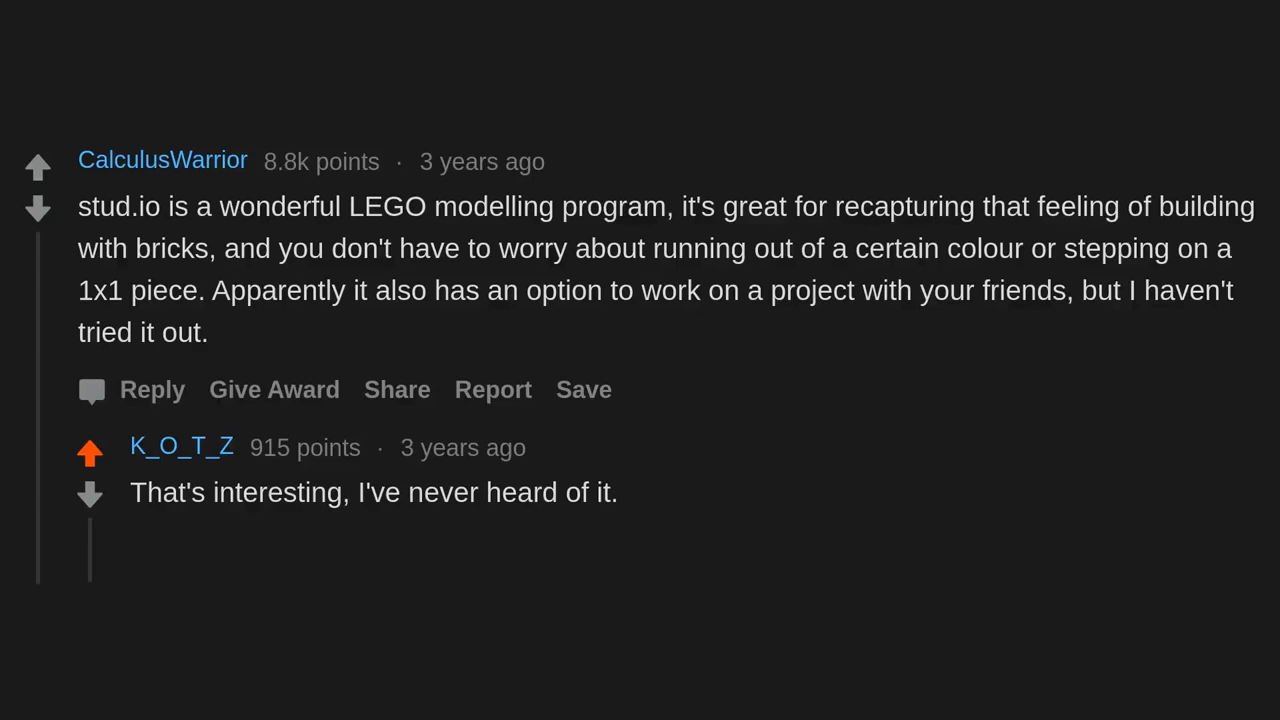 CalculusWarrior 8.8k points · 3 years ago
stud.io is a wonderful LEGO modelling program, it's great for recapturing that feeling of building
with bricks, and you don't have to worry about running out of a certain colour or stepping on a
1x1 piece. Apparently it also has an option to work on a project with your friends, but I haven't
tried it out.
Reply Give Award Share Report Save
K_O_T_Z 915 points · 3 years ago
That's interesting, I've never heard of it.